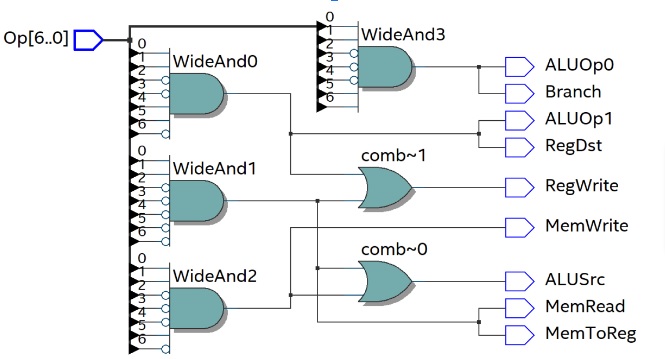 Op[6..0]
0
1
2
3
4
5
6
WideAnd3
ALUOp0
Branch
0
1
2
3
4
5
6
WideAnd0
ALUOp1
RegDst
0
1
2
3
4
5
6
WideAnd1
comb~1
RegWrite
MemWrite
0
1
2
3
4
5
6
WideAnd2
comb~0
ALUSrc
MemRead
MemToReg